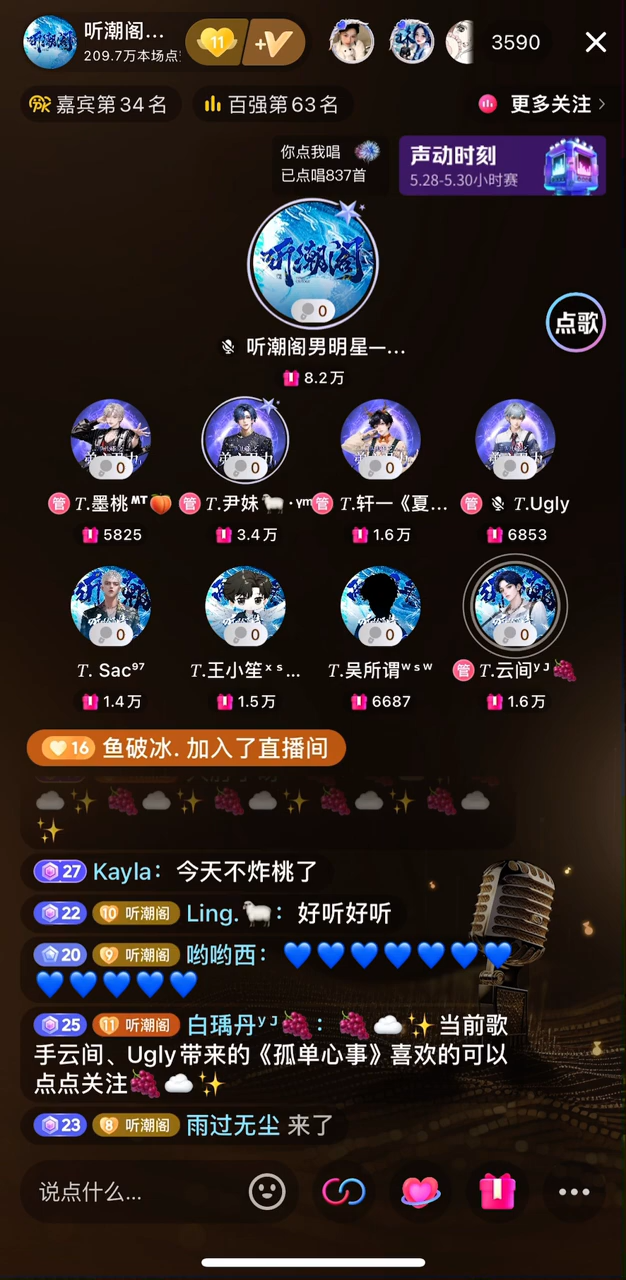 听潮阁...
209.7万本场点
11
+V
3590
嘉宾第34名
百强第63名
更多关注 >
你点我唱
已点唱837首
声动时刻
5.28-5.30小时赛
听潮阁
0
点歌
听潮阁男明星一...
8.2万
0 0 0 0
管 T.墨桃ᴹᵀ🍑 管 T.尹妹🐑·ʸᵐ 管 T.轩一《夏... 管 T.Ugly
5825 3.4万 1.6万 6853
0 0 0 0
T. Sac⁹⁷ T.王小笙ˣˢ... T.吴所谓ʷˢʷ 管 T.云间ʸᴶ🍇
1.4万 1.5万 6687 1.6万
16 鱼破冰. 加入了直播间
☁️✨ 🍇☁️✨ 🍇☁️✨ 🍇☁️✨ 🍇☁️
✨
27 Kayla： 今天不炸桃了
22 10 听潮阁 Ling.🐑： 好听好听
20 9 听潮阁 哟哟西： 💙💙💙💙💙💙💙
💙💙💙💙💙
25 11 听潮阁 白瑀丹ʸᴶ🍇： 🍇☁️✨当前歌
手云间、Ugly带来的《孤单心事》喜欢的可以
点点关注🍇☁️✨
23 8 听潮阁 雨过无尘 来了
说点什么...